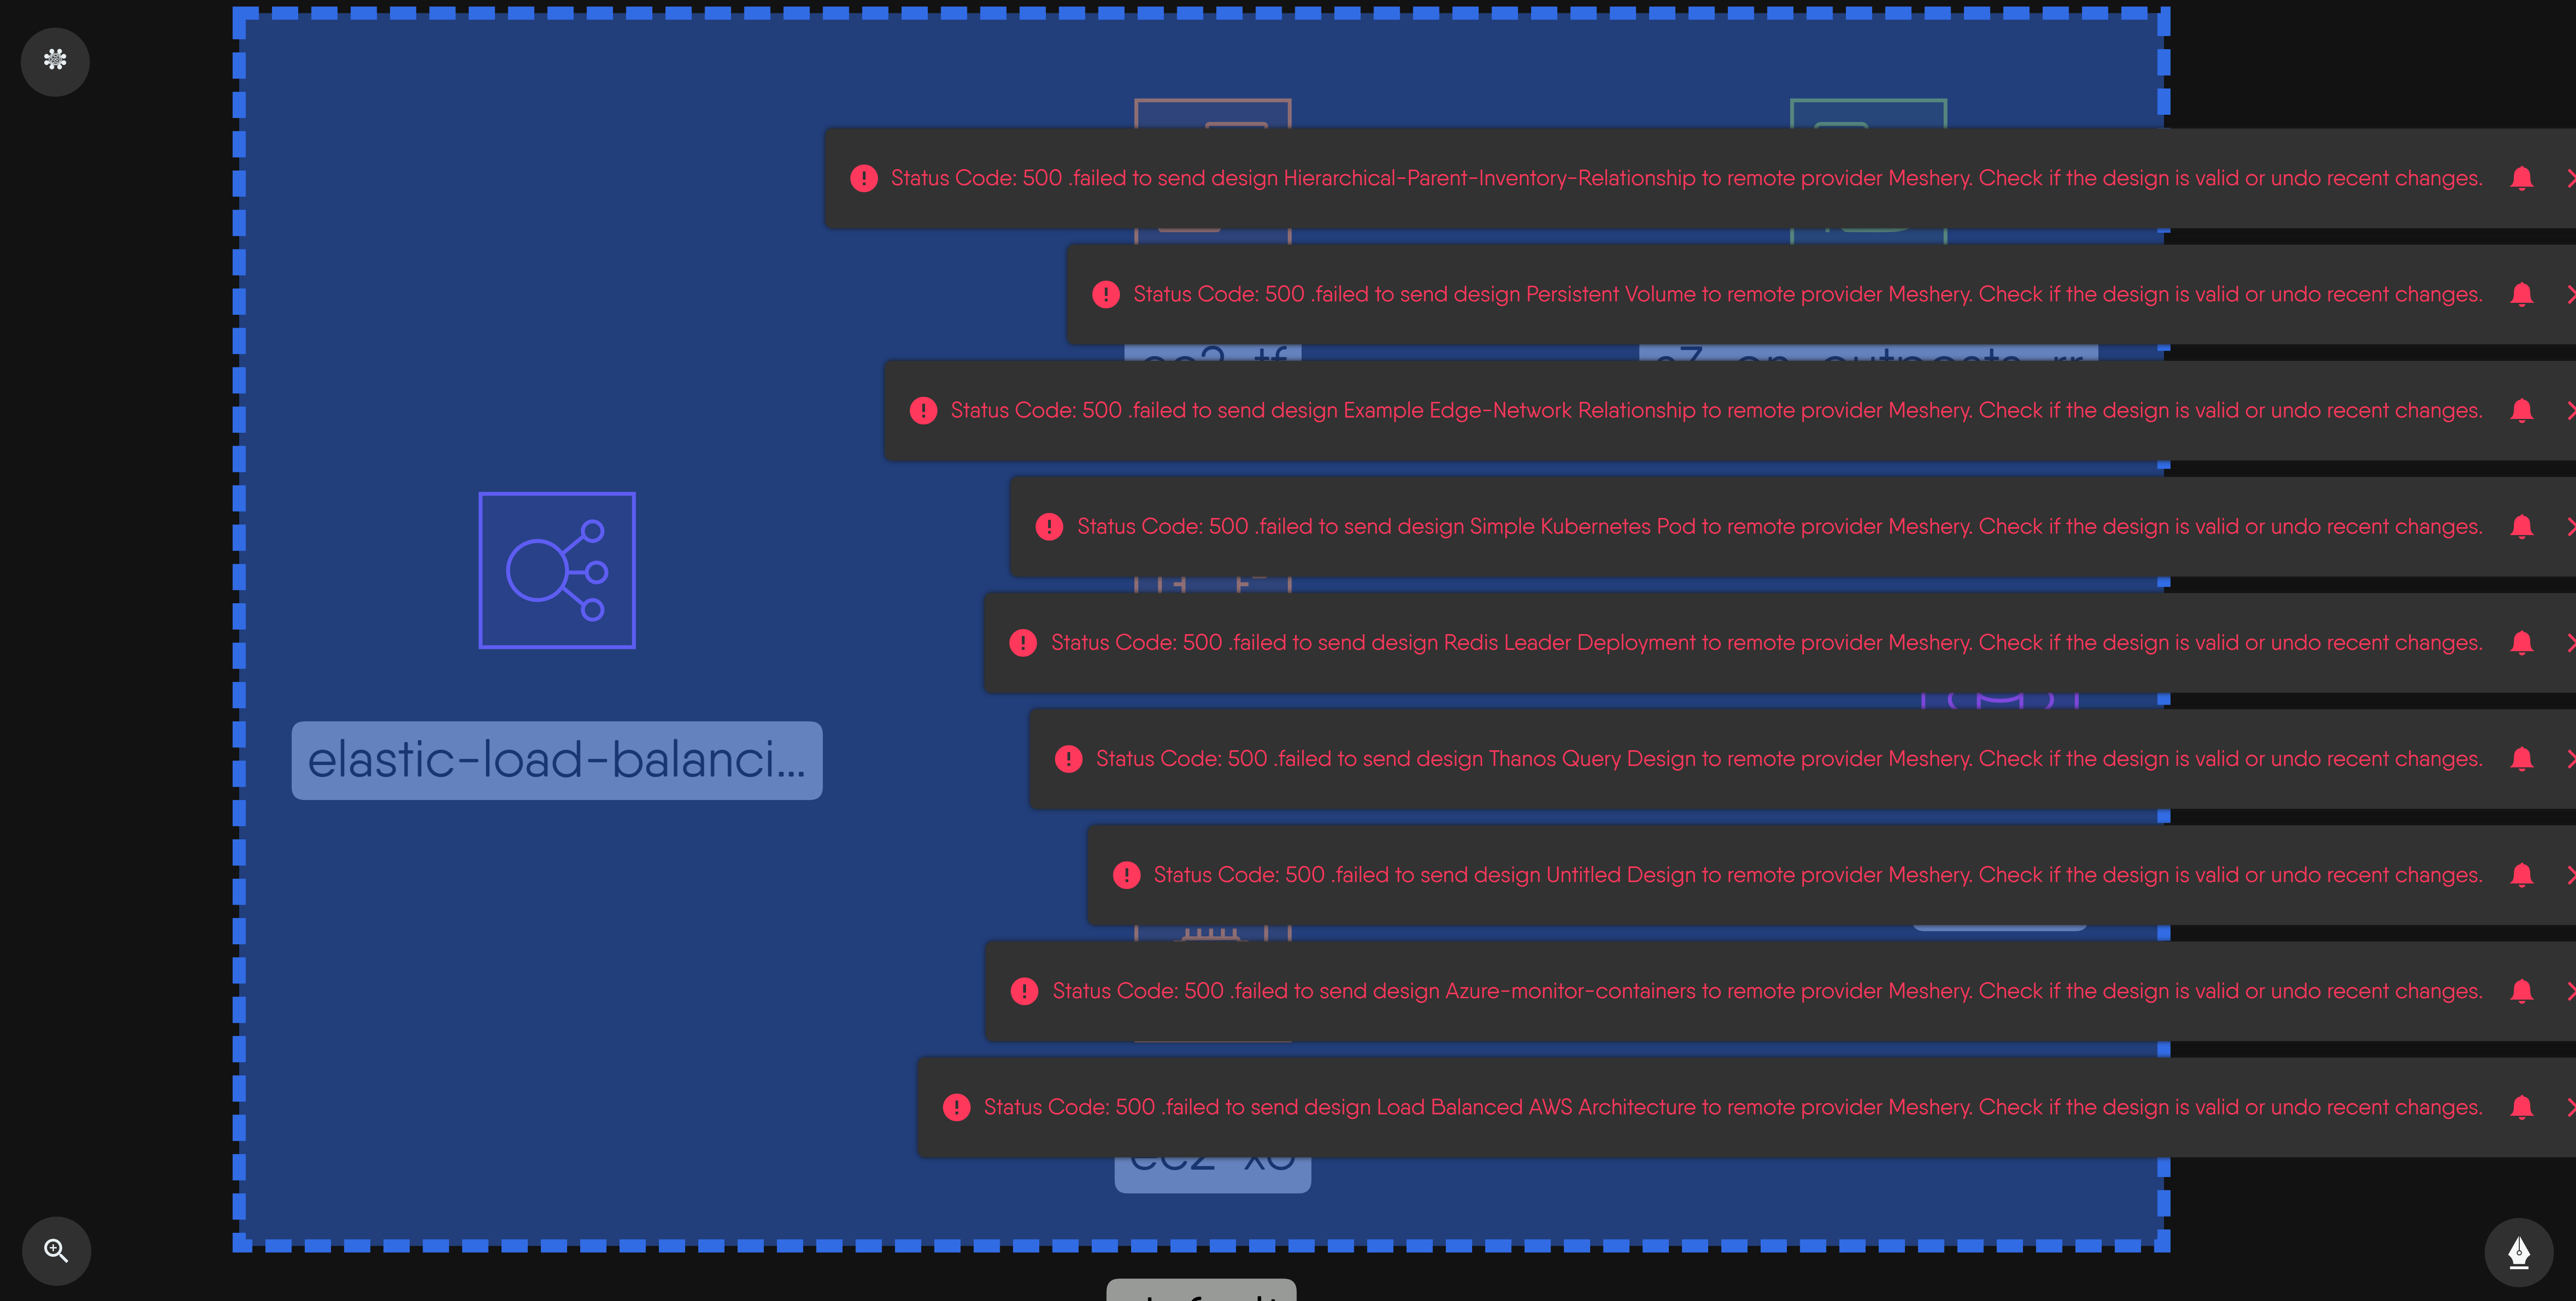 Status Code: 500 .failed to send design Hierarchical-Parent-Inventory-Relationship to remote provider Meshery. Check if the design is valid or undo recent changes.
Status Code: 500 .failed to send design Persistent Volume to remote provider Meshery. Check if the design is valid or undo recent changes.
Status Code: 500 .failed to send design Example Edge-Network Relationship to remote provider Meshery. Check if the design is valid or undo recent changes.
Status Code: 500 .failed to send design Simple Kubernetes Pod to remote provider Meshery. Check if the design is valid or undo recent changes.
Status Code: 500 .failed to send design Redis Leader Deployment to remote provider Meshery. Check if the design is valid or undo recent changes.
elastic-load-balanci...
Status Code: 500 .failed to send design Thanos Query Design to remote provider Meshery. Check if the design is valid or undo recent changes.
Status Code: 500 .failed to send design Untitled Design to remote provider Meshery. Check if the design is valid or undo recent changes.
Status Code: 500 .failed to send design Azure-monitor-containers to remote provider Meshery. Check if the design is valid or undo recent changes.
Status Code: 500 .failed to send design Load Balanced AWS Architecture to remote provider Meshery. Check if the design is valid or undo recent changes.